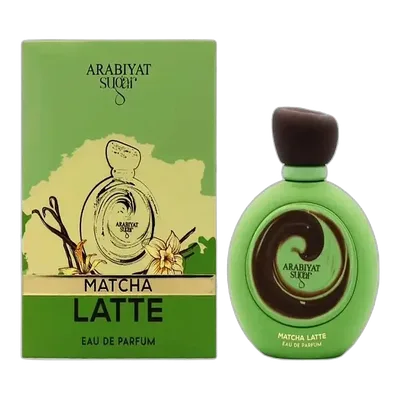 ARABIYAT
sugar
ARABIYAT
sugar
MATCHA
LATTE
EAU DE PARFUM
ARABIYAT
sugar
MATCHA LATTE
EAU DE PARFUM